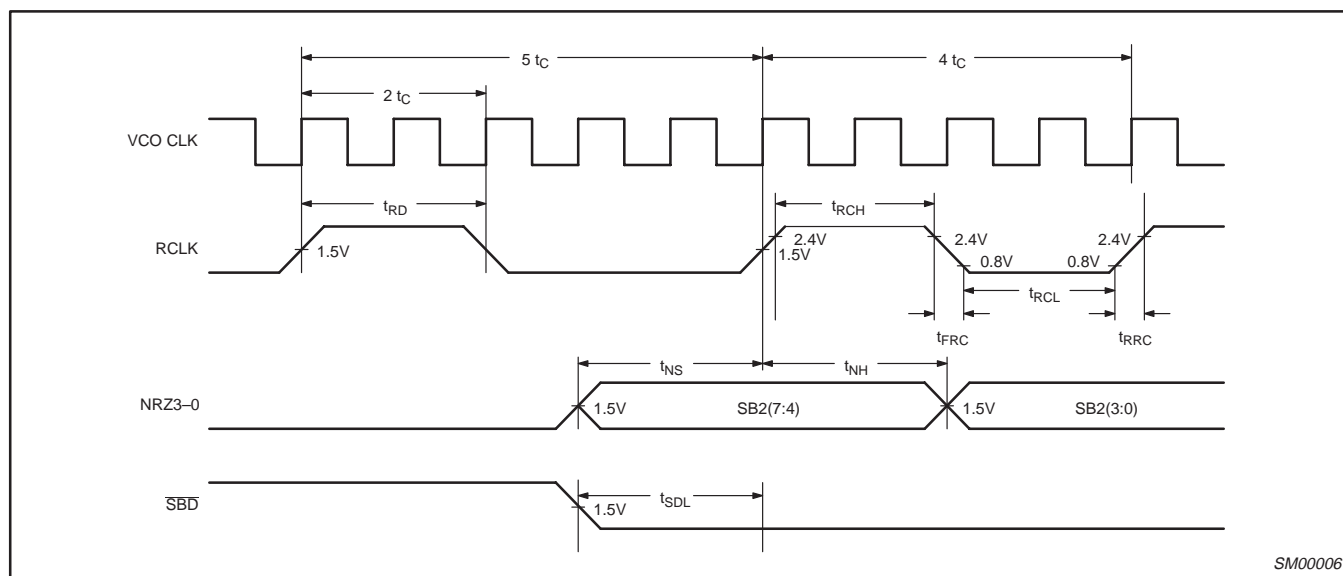 5 tC
4 tC
2 tC
VCO CLK
tRD
tRCH
RCLK
1.5V
2.4V
1.5V
2.4V
0.8V
2.4V
0.8V
tRCL
tFRC
tRRC
tNS
tNH
NRZ3–0
1.5V
SB2(7:4)
1.5V
SB2(3:0)
SBD
1.5V
tSDL
SM00006